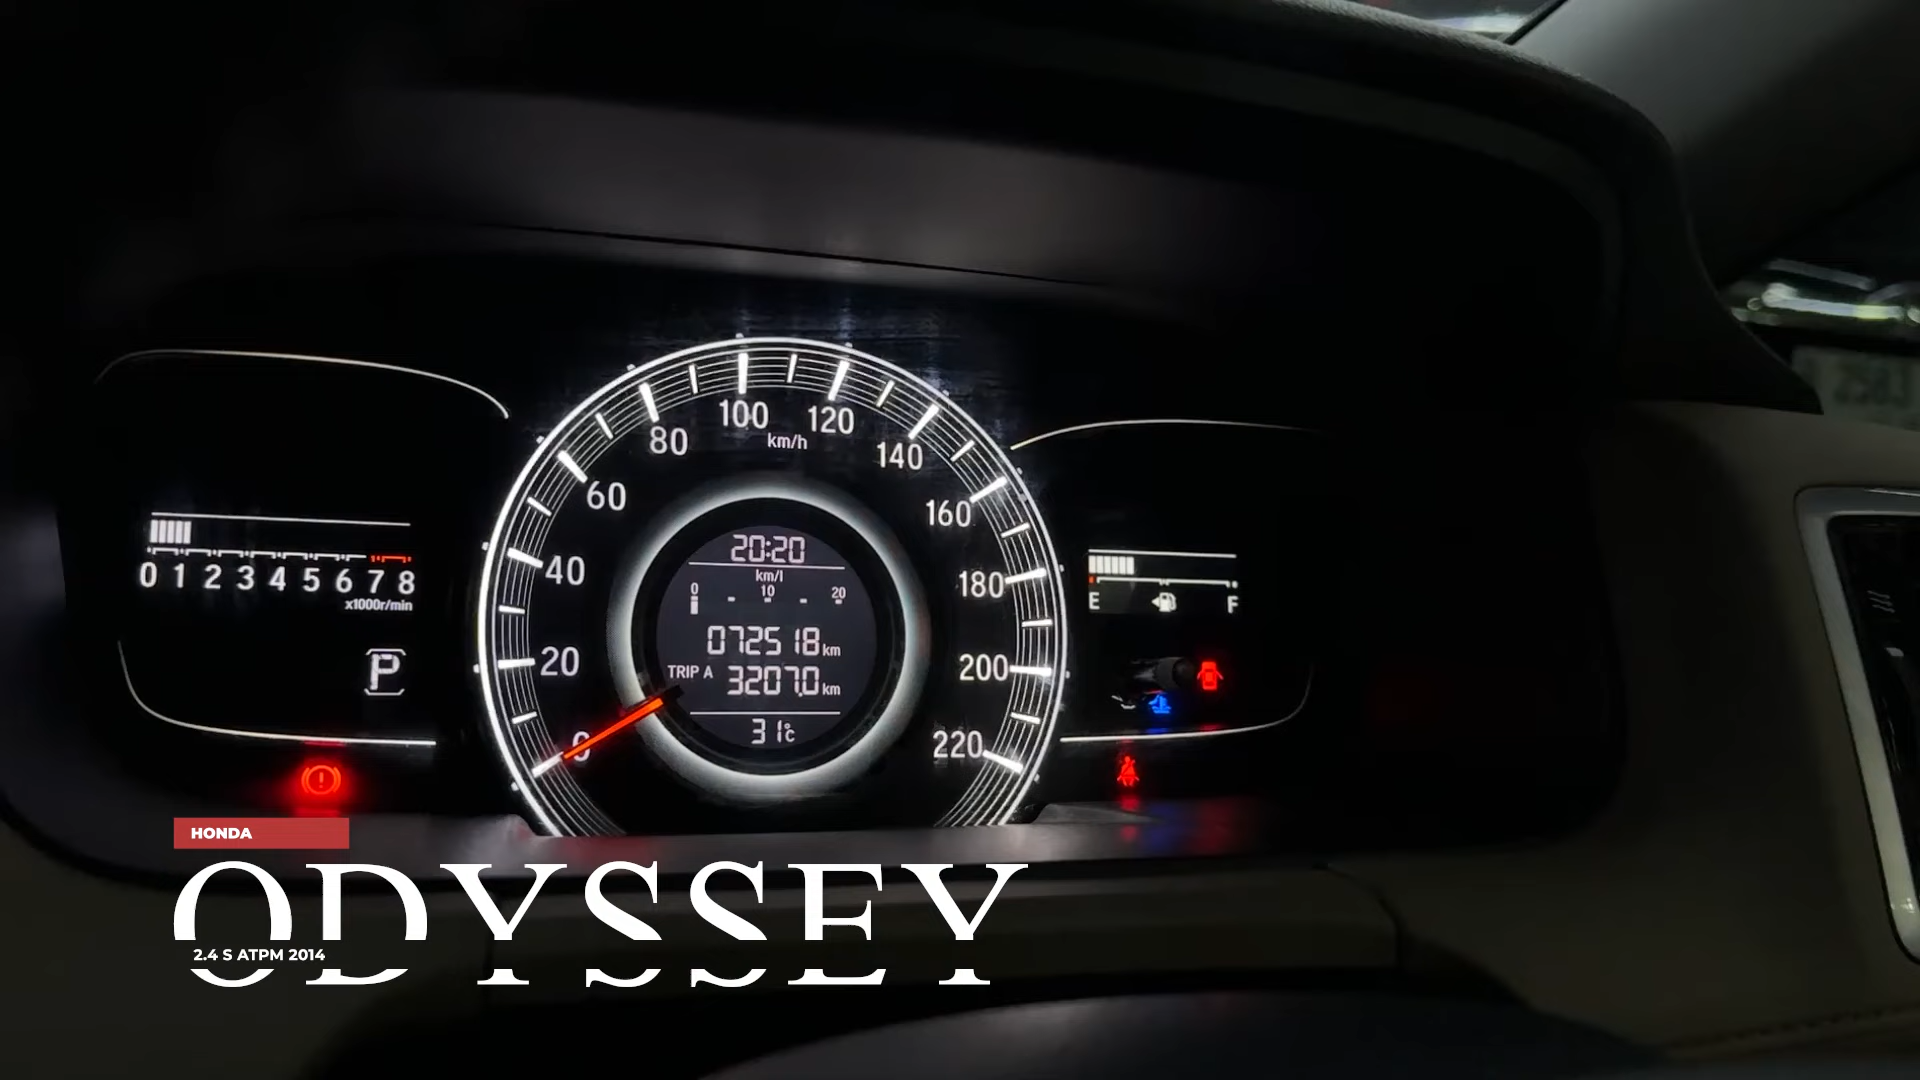 20:20
km/l
0 10 20
072518 km
TRIP A 3207.0 km
31°c
0 20 40 60 80 100 120 140 160 180 200 220
km/h
0 1 2 3 4 5 6 7 8
x1000r/min
P
E F
HONDA
ODYSSEY
2.4 S ATPM 2014